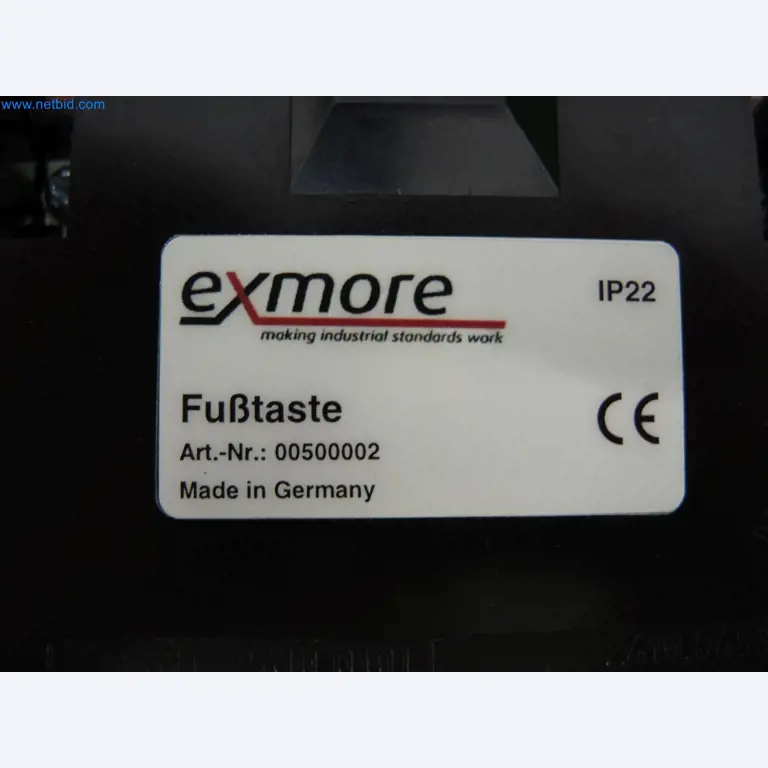 www.netbid.com
exmore
IP22
making industrial standards work
Fußtaste
CE
Art.-Nr.: 00500002
Made in Germany